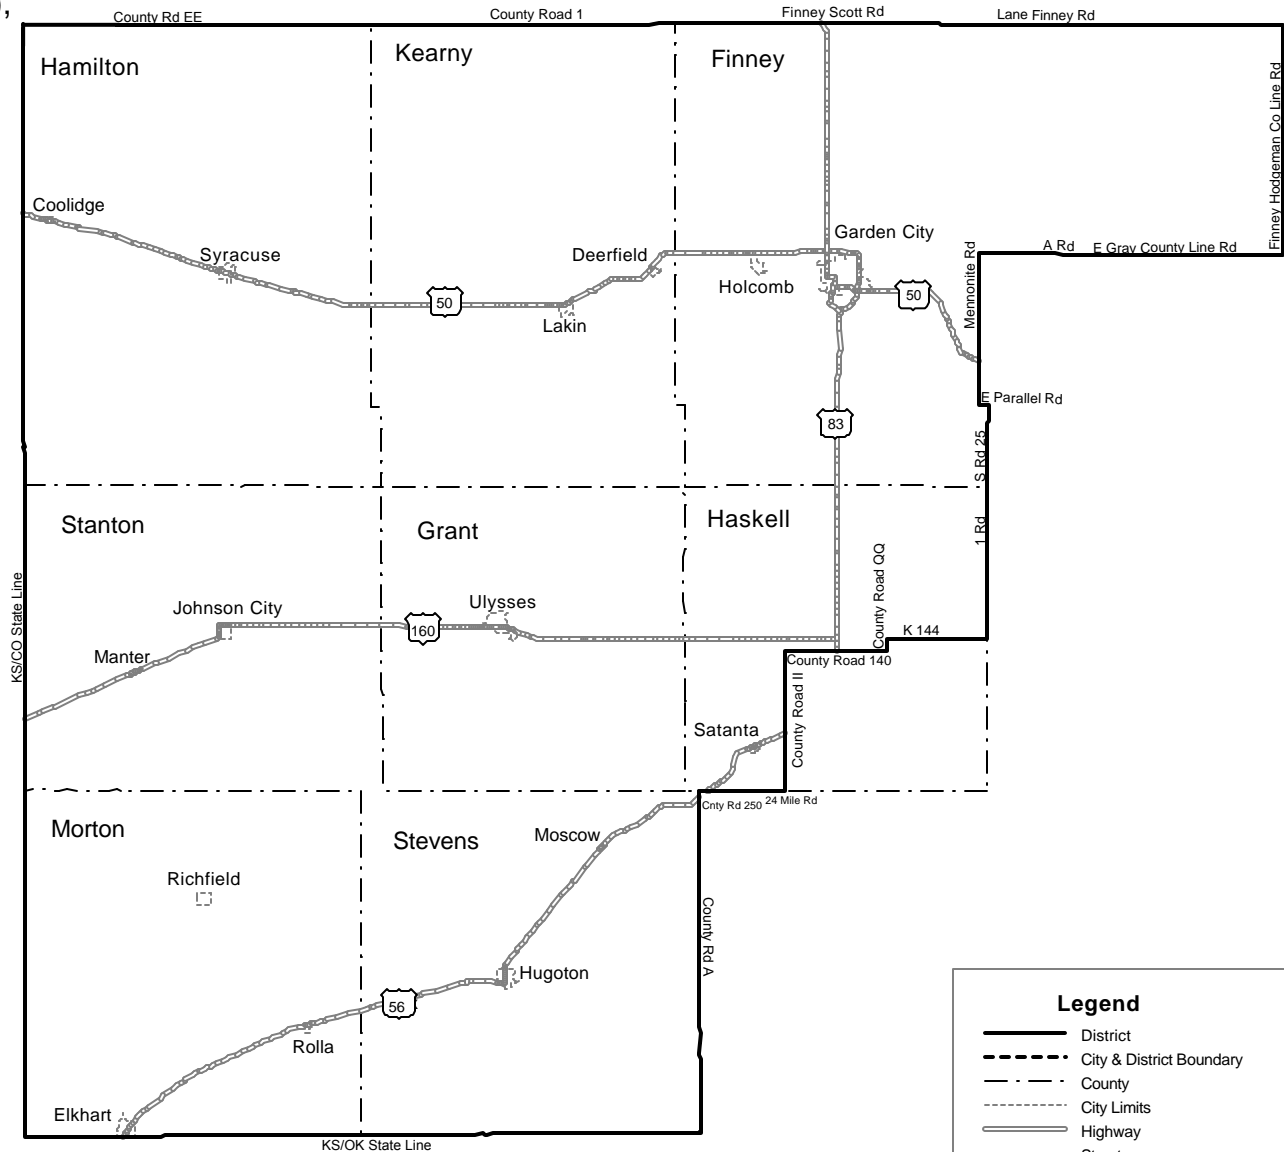 County Rd EE
County Road 1
Finney Scott Rd
Lane Finney Rd
Hamilton
Kearny
Finney
Finney Hodgeman Co Line Rd
Coolidge
Syracuse
Deerfield
Garden City
Holcomb
Lakin
50
50
Mennonite Rd
A Rd
E Gray County Line Rd
E Parallel Rd
83
S Rd 25
Stanton
Grant
Haskell
1 Rd
KS/CO State Line
Johnson City
Ulysses
160
Manter
County Road QQ
K 144
County Road 140
County Road II
Satanta
Cnty Rd 250
24 Mile Rd
Morton
Stevens
Moscow
Richfield
County Rd A
Hugoton
56
Rolla
Elkhart
KS/OK State Line
Legend
District
City & District Boundary
County
City Limits
Highway